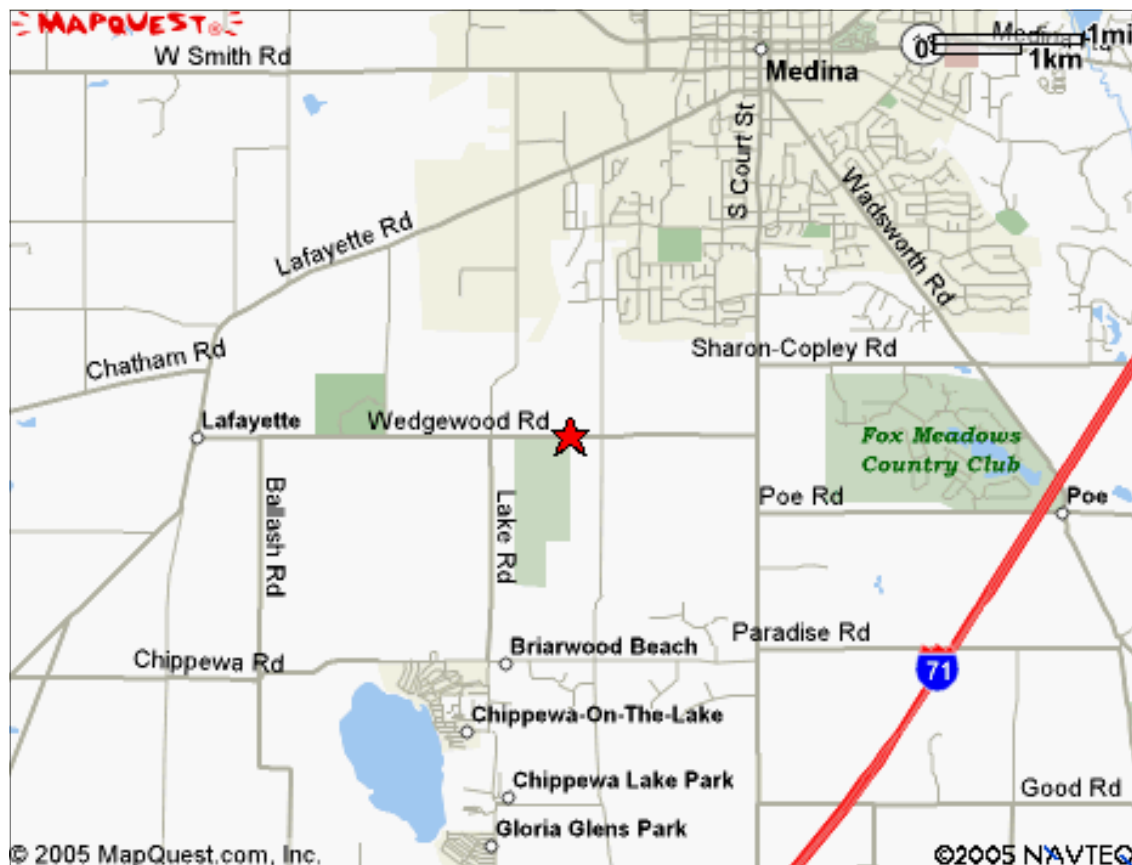 MAPQUEST®
W Smith Rd
Medina
0
1mi
1km
Medina
S Court St
Lafayette Rd
Wadsworth Rd
Chatham Rd
Sharon-Copley Rd
Lafayette
Wedgewood Rd
Fox Meadows
Country Club
Ballash Rd
Lake Rd
Poe Rd
Poe
Chippewa Rd
Briarwood Beach
Paradise Rd
71
Chippewa-On-The-Lake
Chippewa Lake Park
Good Rd
Gloria Glens Park
© 2005 MapQuest.com, Inc.
©2005 NAVTEQ